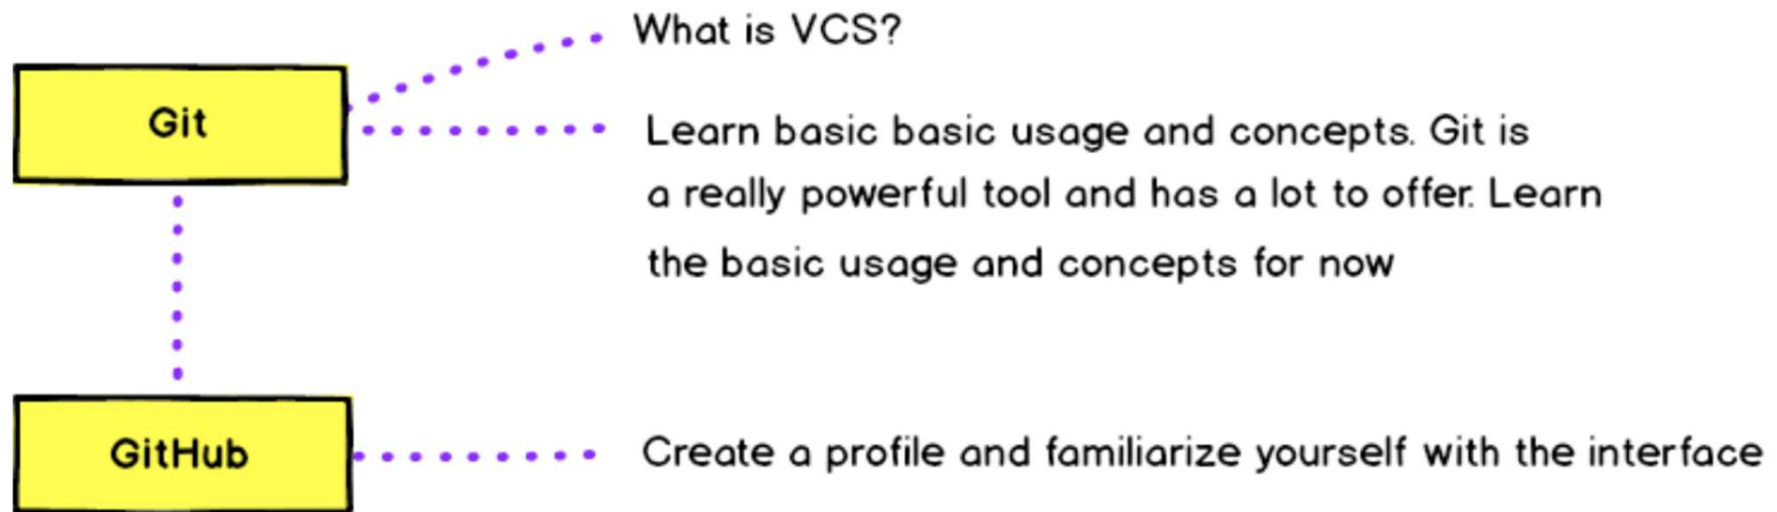 What is VCS?
Git
Learn basic basic usage and concepts. Git is
a really powerful tool and has a lot to offer. Learn
the basic usage and concepts for now
GitHub
Create a profile and familiarize yourself with the interface